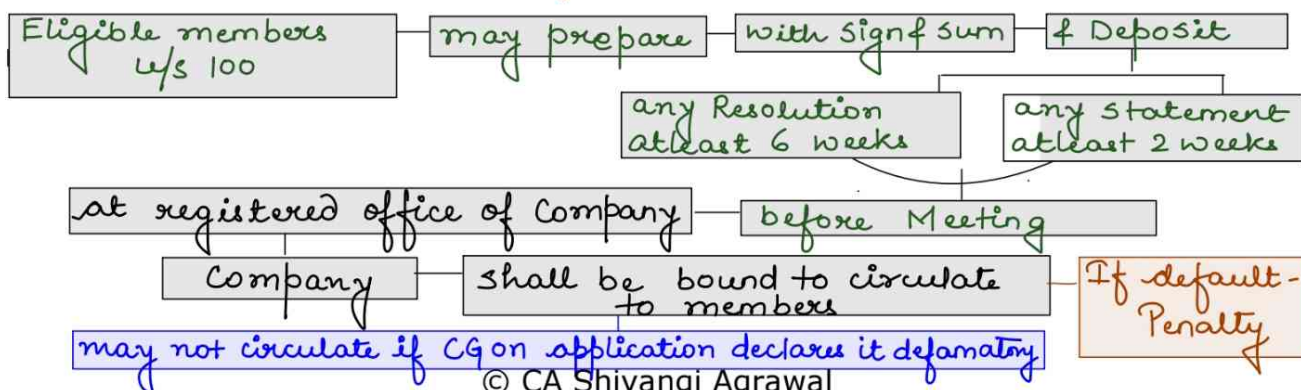 Eligible members
u/s 100
may prepare
with Signf sum
& Deposit
any Resolution
atleast 6 weeks
any statement
atleast 2 weeks
before Meeting
at registered office of Company
Company
shall be bound to circulate
to members
If default-
Penalty
may not circulate if CG on application declares it defamatory
© CA Shivangi Agrawal